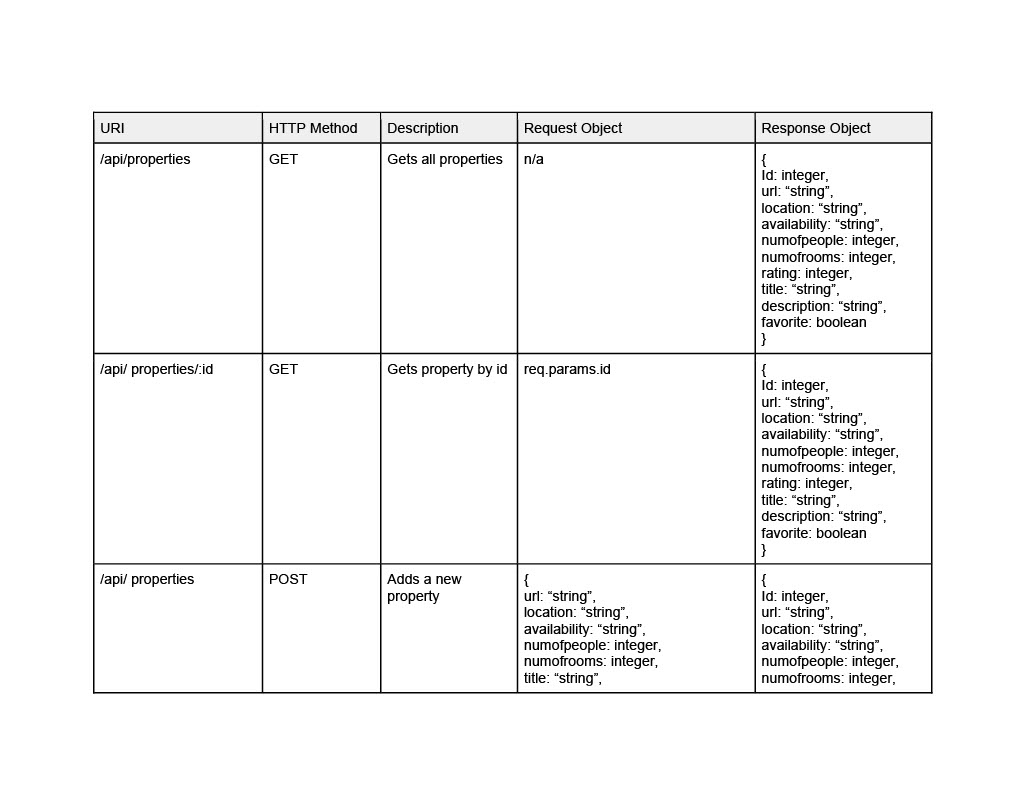 URI HTTP Method Description Request Object Response Object
/api/properties GET Gets all properties n/a {
Id: integer,
url: “string”,
location: “string”,
availability: “string”,
numofpeople: integer,
numofrooms: integer,
rating: integer,
title: “string”,
description: “string”,
favorite: boolean
}
/api/ properties/:id GET Gets property by id req.params.id {
Id: integer,
url: “string”,
location: “string”,
availability: “string”,
numofpeople: integer,
numofrooms: integer,
rating: integer,
title: “string”,
description: “string”,
favorite: boolean
}
/api/ properties POST Adds a new
property
{
url: “string”,
location: “string”,
availability: “string”,
numofpeople: integer,
numofrooms: integer,
title: “string”,
{
Id: integer,
url: “string”,
location: “string”,
availability: “string”,
numofpeople: integer,
numofrooms: integer,